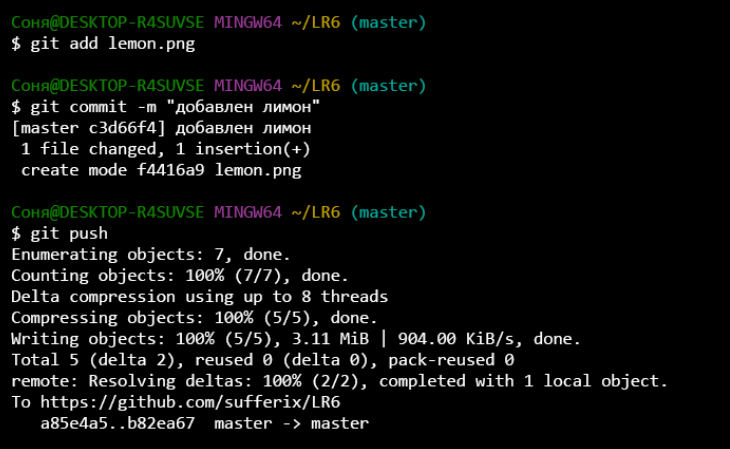 Соня@DESKTOP-R4SUVSE MINGW64 ~/LR6 (master)
$ git add lemon.png
Соня@DESKTOP-R4SUVSE MINGW64 ~/LR6 (master)
$ git commit -m "добавлен лимон"
[master c3d66f4] добавлен лимон
1 file changed, 1 insertion(+)
create mode f4416a9 lemon.png
Соня@DESKTOP-R4SUVSE MINGW64 ~/LR6 (master)
$ git push
Enumerating objects: 7, done.
Counting objects: 100% (7/7), done.
Delta compression using up to 8 threads
Compressing objects: 100% (5/5), done.
Writing objects: 100% (5/5), 3.11 MiB | 904.00 KiB/s, done.
Total 5 (delta 2), reused 0 (delta 0), pack-reused 0
remote: Resolving deltas: 100% (2/2), completed with 1 local object.
To https://github.com/sufferix/LR6
a85e4a5..b82ea67  master -> master